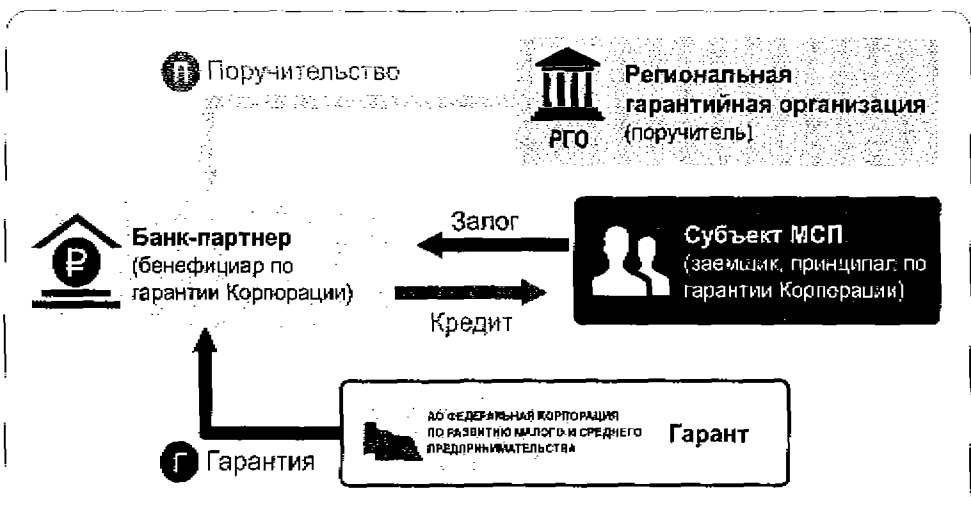 П Поручительство
РГО
Региональная
гарантийная организация
(поручитель)
Банк-партнер
(бенефициар по
гарантии Корпорации)
Залог
Кредит
Субъект МСП
(заемщик, принципал по
гарантии Корпорации)
АО ФЕДЕРАЛЬНАЯ КОРПОРАЦИЯ
ПО РАЗВИТИЮ МАЛОГО И СРЕДНЕГО
ПРЕДПРИНИМАТЕЛЬСТВА
Гарант
Г Гарантия